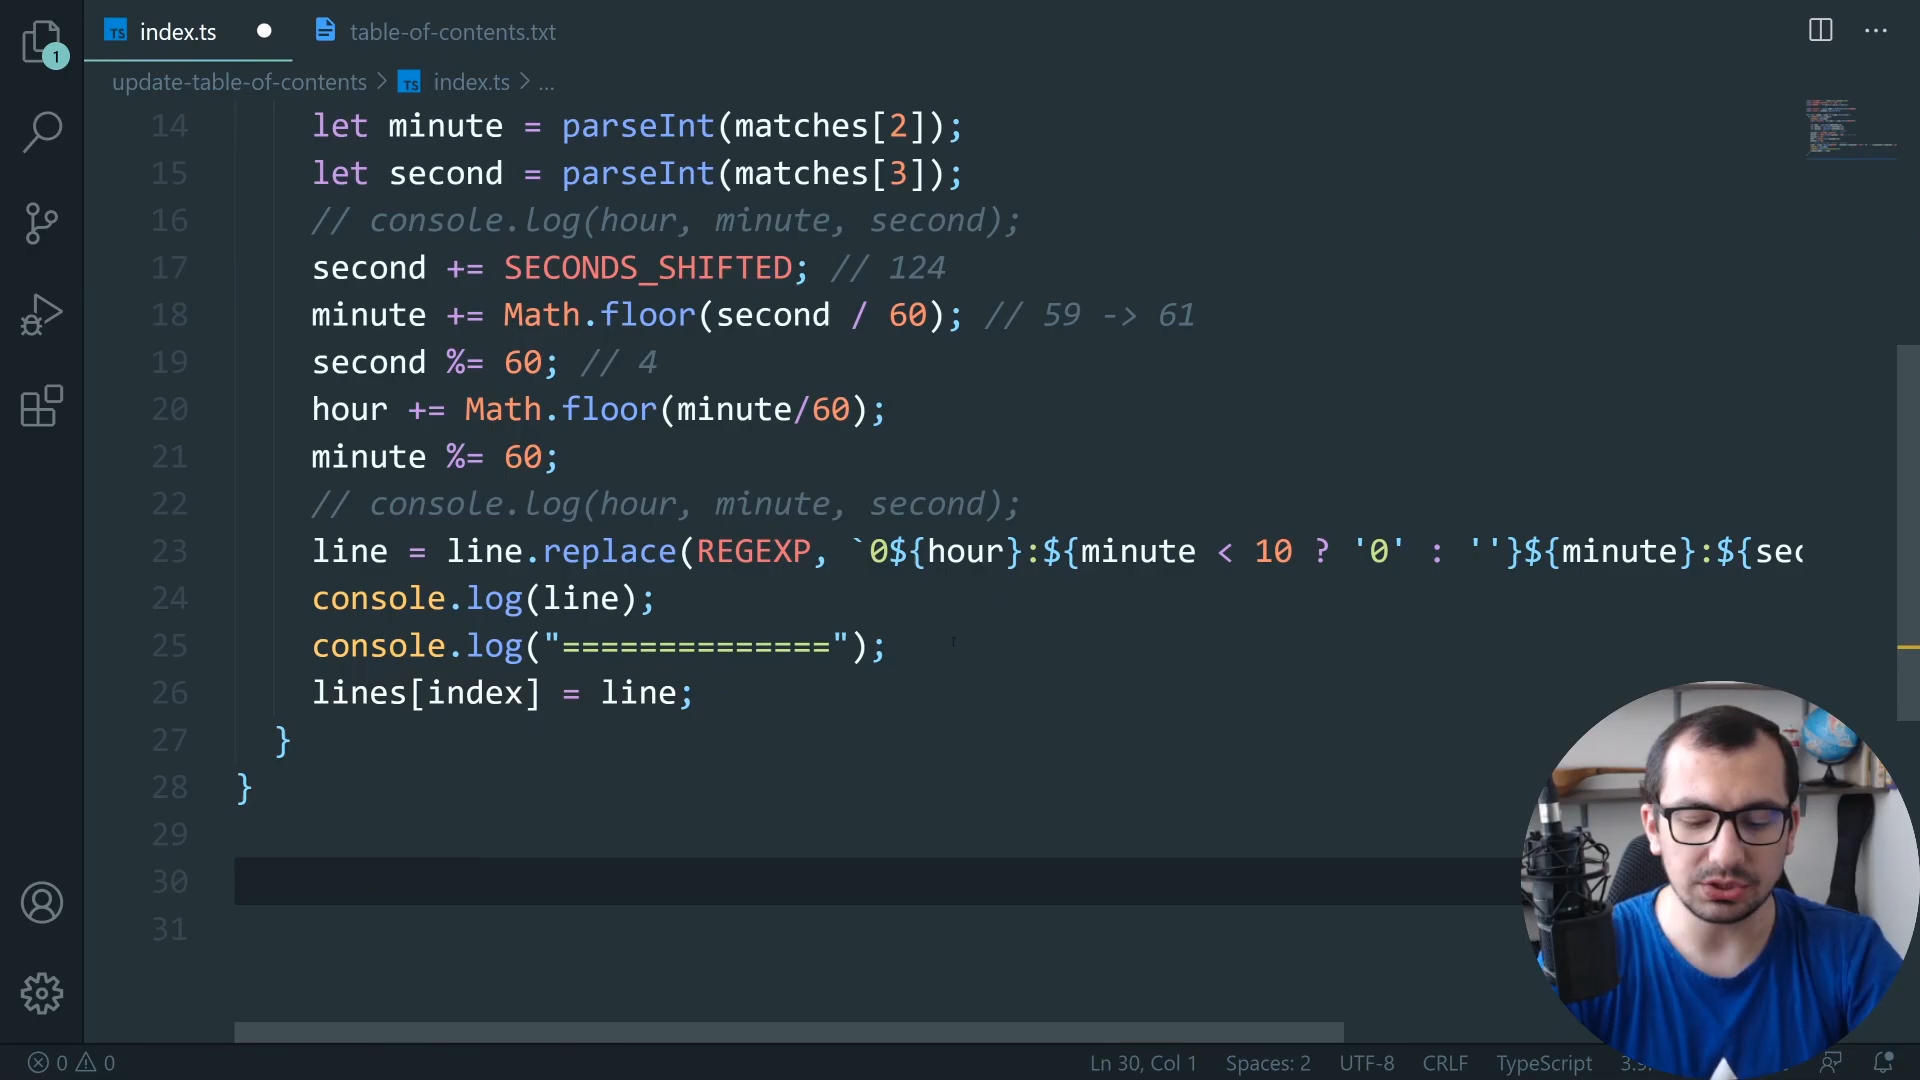 TS index.ts table-of-contents.txt
1
update-table-of-contents > TS index.ts > ...
14 let minute = parseInt(matches[2]);
15 let second = parseInt(matches[3]);
16 // console.log(hour, minute, second);
17 second += SECONDS_SHIFTED; // 124
18 minute += Math.floor(second / 60); // 59 -> 61
19 second %= 60; // 4
20 hour += Math.floor(minute/60);
21 minute %= 60;
22 // console.log(hour, minute, second);
23 line = line.replace(REGEXP, `0${hour}:${minute < 10 ? '0' : ''}${minute}:${sec
24 console.log(line);
25 console.log("==============");
26 lines[index] = line;
27 }
28 }
29
30
31
0 0 Ln 30, Col 1 Spaces: 2 UTF-8 CRLF TypeScript